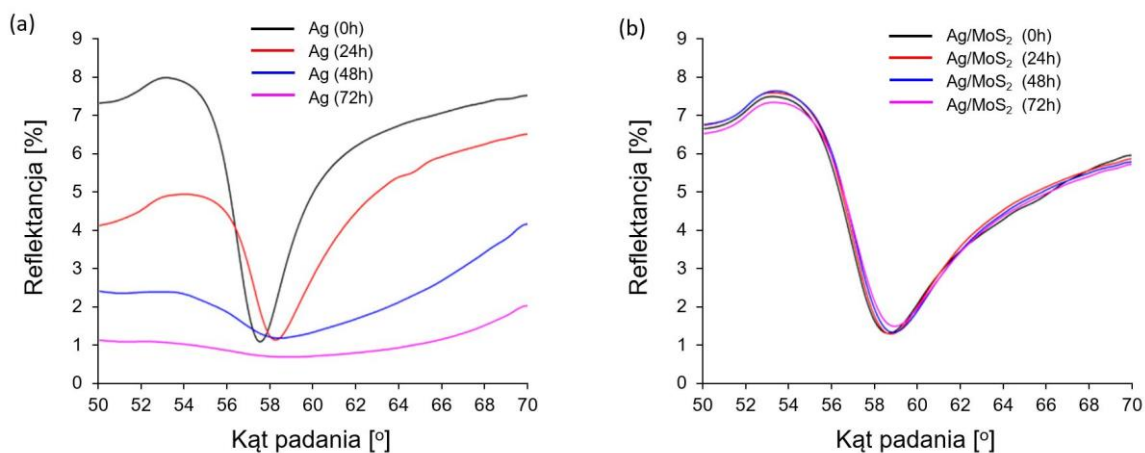 (a)
Ag (0h)
Ag (24h)
Ag (48h)
Ag (72h)
Reflektancja [%]
9
8
7
6
5
4
3
2
1
0
50 52 54 56 58 60 62 64 66 68 70
Kąt padania [°]
(b)
Ag/MoS₂ (0h)
Ag/MoS₂ (24h)
Ag/MoS₂ (48h)
Ag/MoS₂ (72h)
Reflektancja [%]
9
8
7
6
5
4
3
2
1
0
50 52 54 56 58 60 62 64 66 68 70
Kąt padania [°]